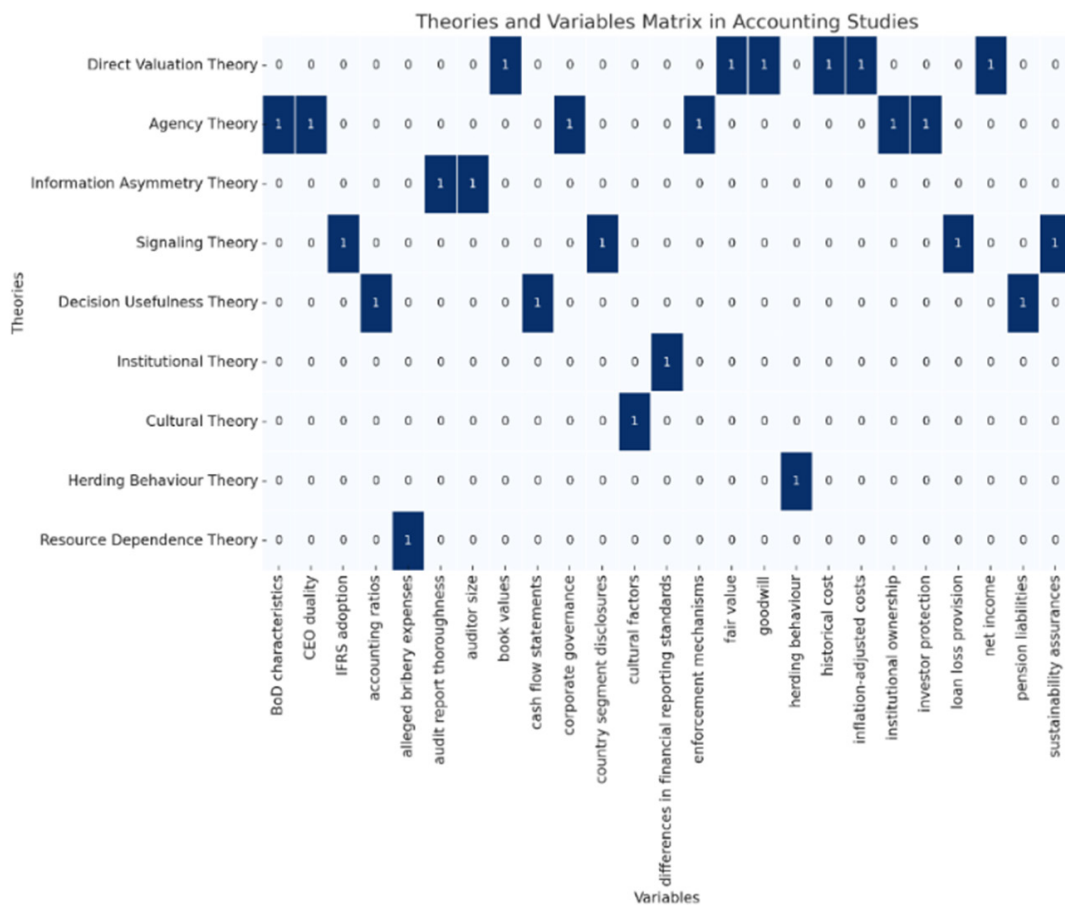 Theories and Variables Matrix in Accounting Studies
Theories
Direct Valuation Theory 0 0 0 0 0 0 0 1 0 0 0 0 0 0 1 1 0 1 1 0 0 0 1 0 0
Agency Theory 1 1 0 0 0 0 0 0 0 1 0 0 0 1 0 0 0 0 0 1 1 0 0 0 0
Information Asymmetry Theory 0 0 0 0 0 1 1 0 0 0 0 0 0 0 0 0 0 0 0 0 0 0 0 0 0
Signaling Theory 0 0 1 0 0 0 0 0 0 0 1 0 0 0 0 0 0 0 0 0 0 1 0 0 1
Decision Usefulness Theory 0 0 0 1 0 0 0 0 1 0 0 0 0 0 0 0 0 0 0 0 0 0 0 1 0
Institutional Theory 0 0 0 0 0 0 0 0 0 0 0 0 1 0 0 0 0 0 0 0 0 0 0 0 0
Cultural Theory 0 0 0 0 0 0 0 0 0 0 0 1 0 0 0 0 0 0 0 0 0 0 0 0 0
Herding Behaviour Theory 0 0 0 0 0 0 0 0 0 0 0 0 0 0 0 0 1 0 0 0 0 0 0 0 0
Resource Dependence Theory 0 0 0 0 1 0 0 0 0 0 0 0 0 0 0 0 0 0 0 0 0 0 0 0 0
BoD characteristics
CEO duality
IFRS adoption
accounting ratios
alleged bribery expenses
audit report thoroughness
auditor size
book values
cash flow statements
corporate governance
country segment disclosures
cultural factors
differences in financial reporting standards
enforcement mechanisms
fair value
goodwill
herding behaviour
historical cost
inflation-adjusted costs
institutional ownership
investor protection
loan loss provision
net income
pension liabilities
sustainability assurances
Variables